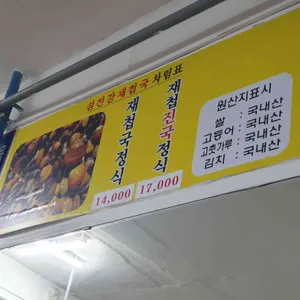 섬진강재첩국 차림표
재첩국정식
14,000
재첩진국정식
17,000
원산지표시
쌀 : 국내산
고등어 : 국내산
고춧가루 : 국내산
김치 : 국내산